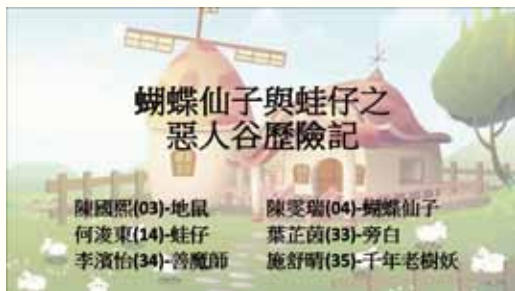 蝴蝶仙子與蛙仔之
惡人谷歷險記
陳國熙(03)-地鼠
陳雯瑞(04)-蝴蝶仙子
何浚東(14)-蛙仔
葉芷茵(33)-旁白
李濱怡(34)-善魔師
施舒晴(35)-千年老樹妖